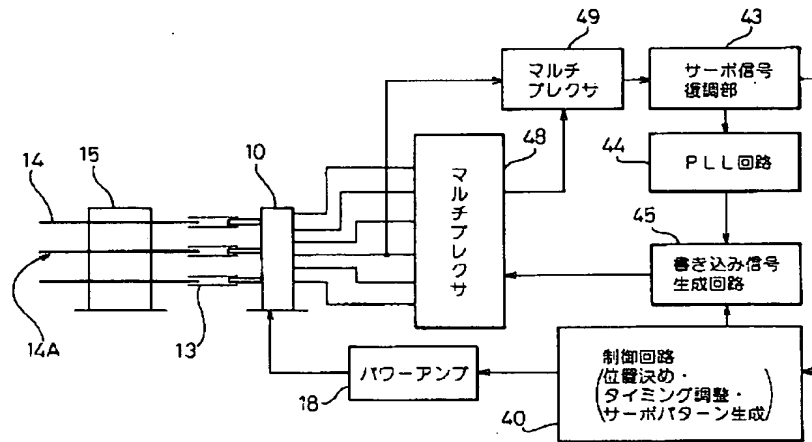 49
マルチ
プレクサ
43
サーボ信号
復調部
48
マルチプレクサ
44
PLL回路
14
15
10
45
書き込み信号
生成回路
14A
13
パワーアンプ
18
制御回路
位置決め・
タイミング調整・
サーボパターン生成
40